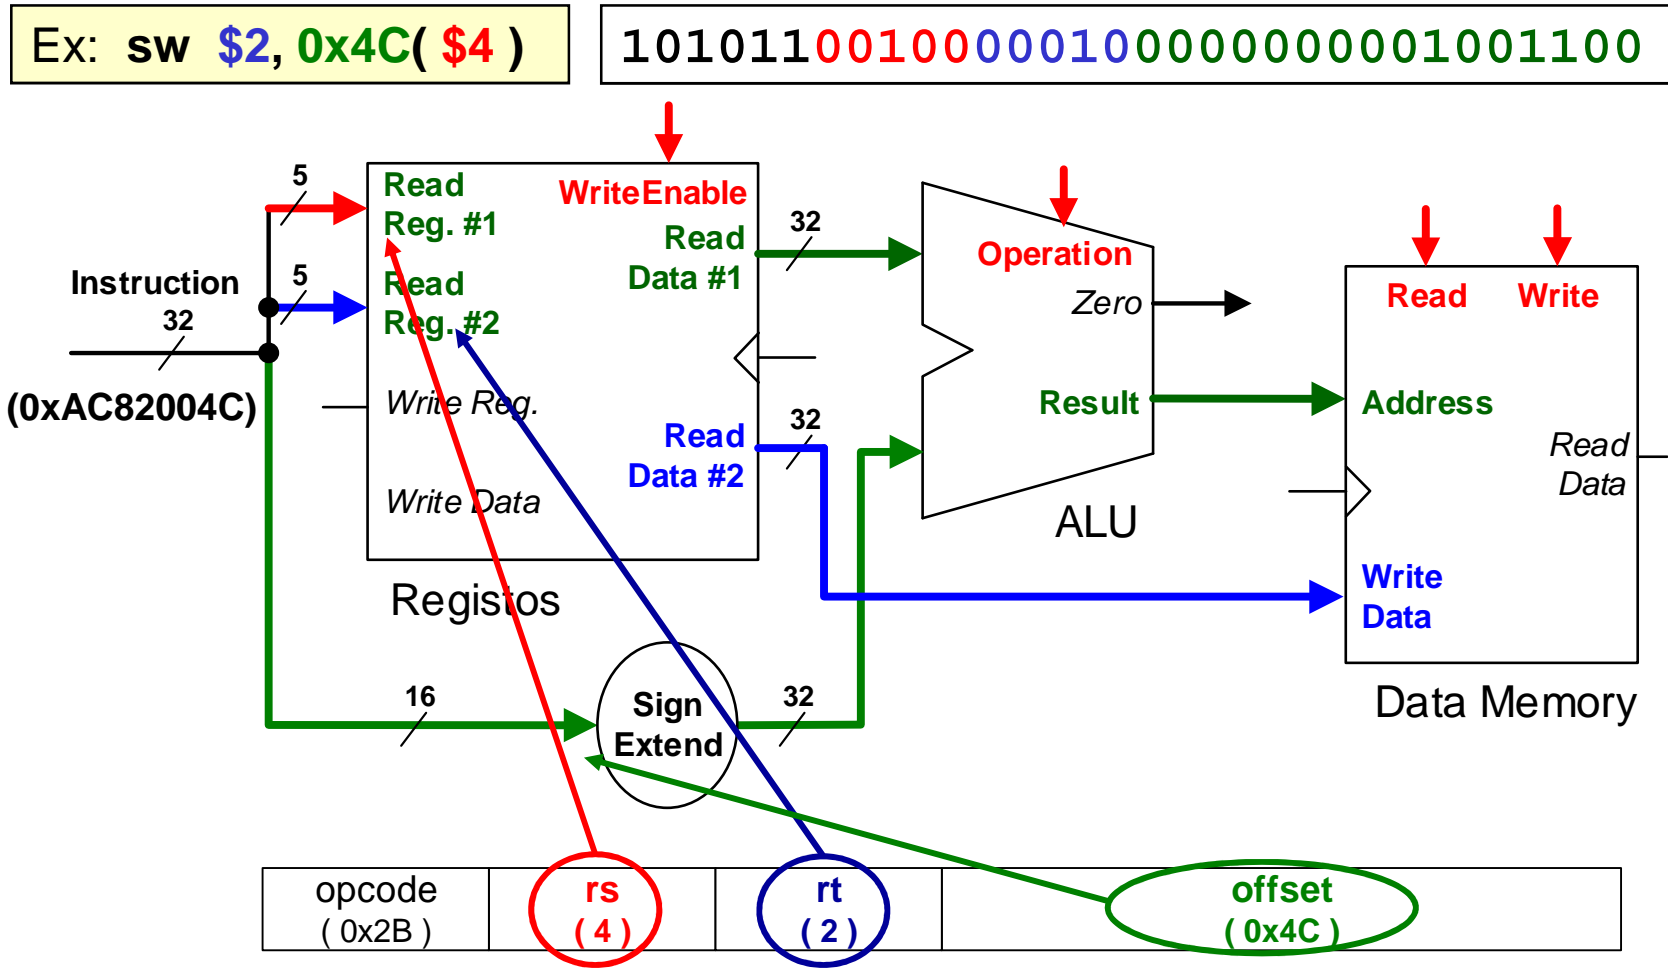 Ex: sw $2, 0x4C( $4 )
10101100100000100000000001001100
5
Read
Reg. #1
WriteEnable
Read
Data #1
32
Operation
Zero
Read
Write
5
Instruction
32
(0xAC82004C)
Read
Reg. #2
Write Reg.
Write Data
Read
Data #2
32
Result
Address
Read
Data
ALU
Write
Data
Registos
Data Memory
16
Sign
Extend
32
opcode
( 0x2B )
rs
( 4 )
rt
( 2 )
offset
( 0x4C )